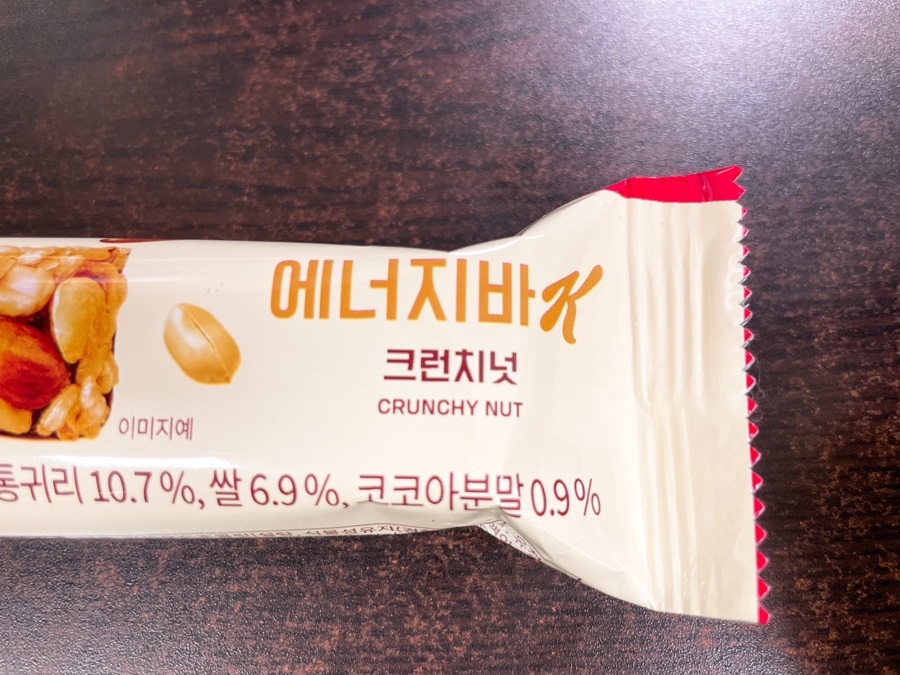 에너지바K
크런치넛
CRUNCHY NUT
이미지예
통귀리 10.7%, 쌀 6.9%, 코코아분말 0.9%